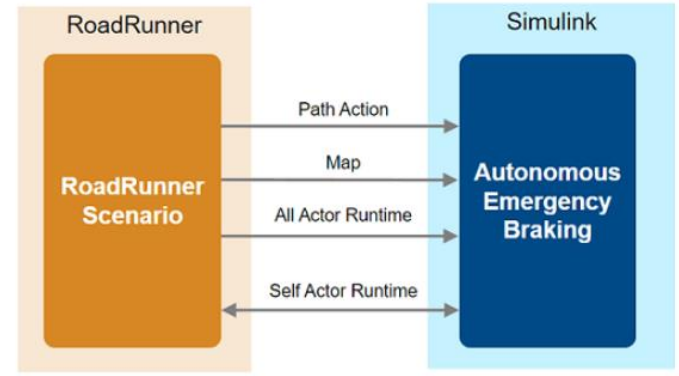 RoadRunner
Simulink
RoadRunner
Scenario
Path Action
Map
All Actor Runtime
Self Actor Runtime
Autonomous
Emergency
Braking